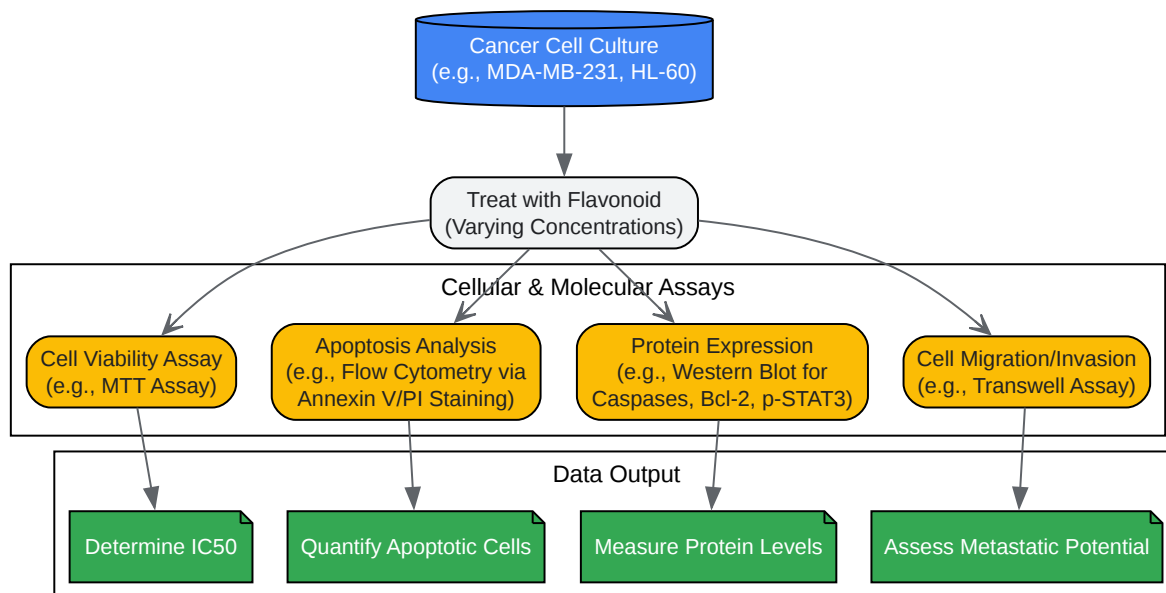 Cancer Cell Culture
(e.g., MDA-MB-231, HL-60)
Treat with Flavonoid
(Varying Concentrations)
Cellular & Molecular Assays
Cell Viability Assay
(e.g., MTT Assay)
Apoptosis Analysis
(e.g., Flow Cytometry via
Annexin V/PI Staining)
Protein Expression
(e.g., Western Blot for
Caspases, Bcl-2, p-STAT3)
Cell Migration/Invasion
(e.g., Transwell Assay)
Data Output
Determine IC50
Quantify Apoptotic Cells
Measure Protein Levels
Assess Metastatic Potential